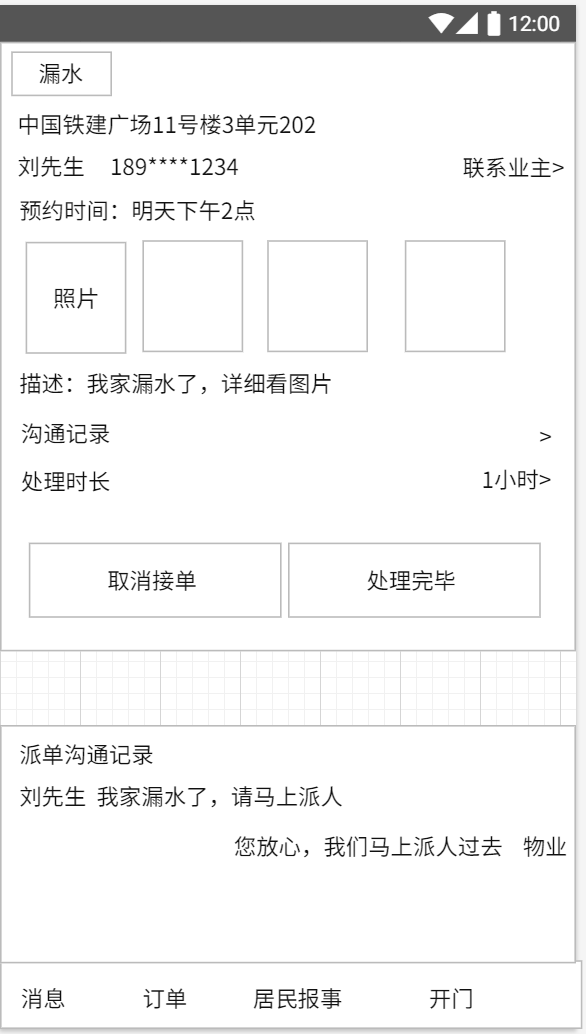 12:00
漏水
中国铁建广场11号楼3单元202
刘先生 189****1234 联系业主>
预约时间：明天下午2点
照片
描述：我家漏水了，详细看图片
沟通记录 >
处理时长 1小时>
取消接单 处理完毕
派单沟通记录
刘先生 我家漏水了，请马上派人
您放心，我们马上派人过去 物业
消息 订单 居民报事 开门